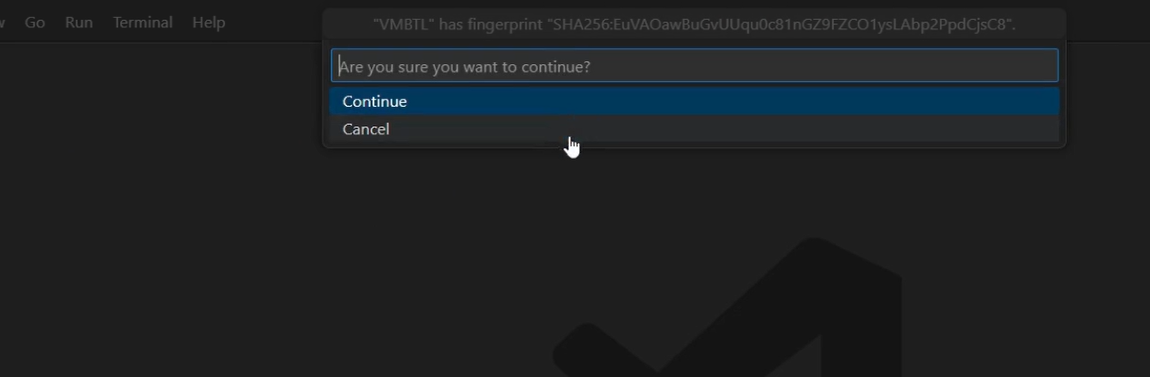 Go Run Terminal Help
"VMBTL" has fingerprint "SHA256:EuVAOawBuGvUUqu0c81nGZ9FZCO1ysLAbp2PpdCjsC8".
Are you sure you want to continue?
Continue
Cancel